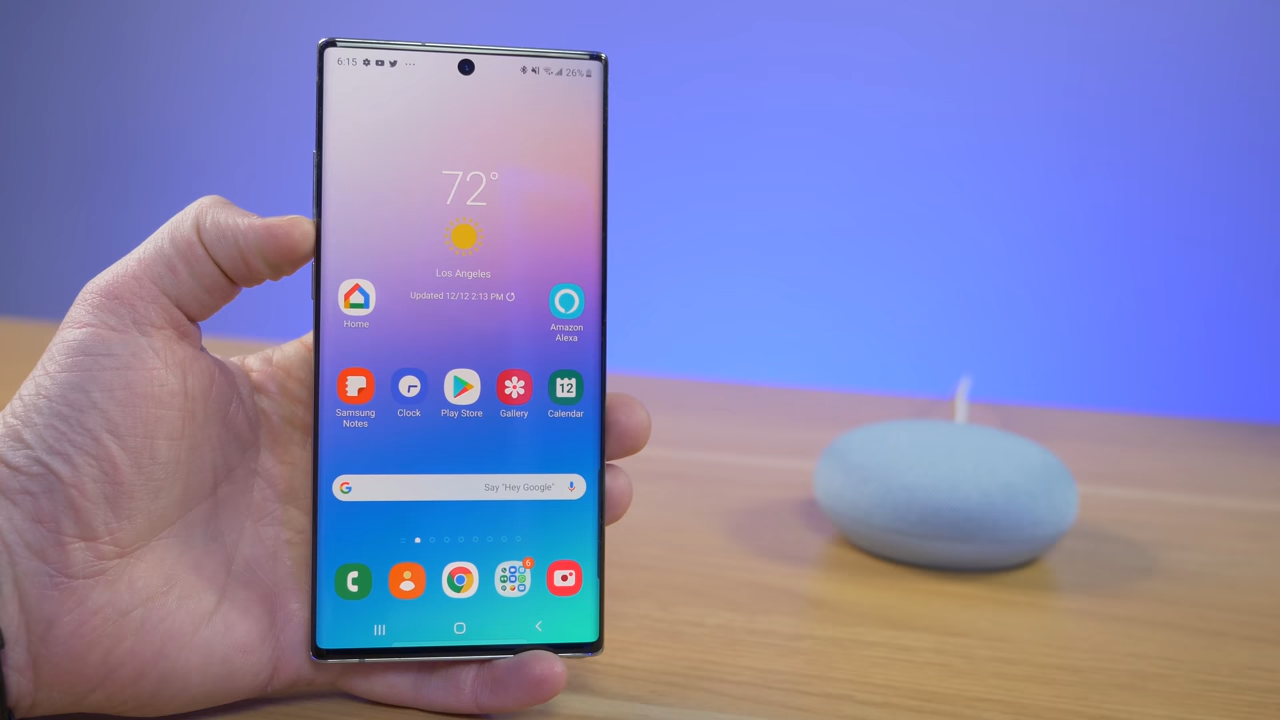 6:15
26%
72°
Los Angeles
Updated 12/12 2:13 PM
Home
Amazon
Alexa
12
Samsung
Notes
Clock
Play Store
Gallery
Calendar
G
Say "Hey Google"
6